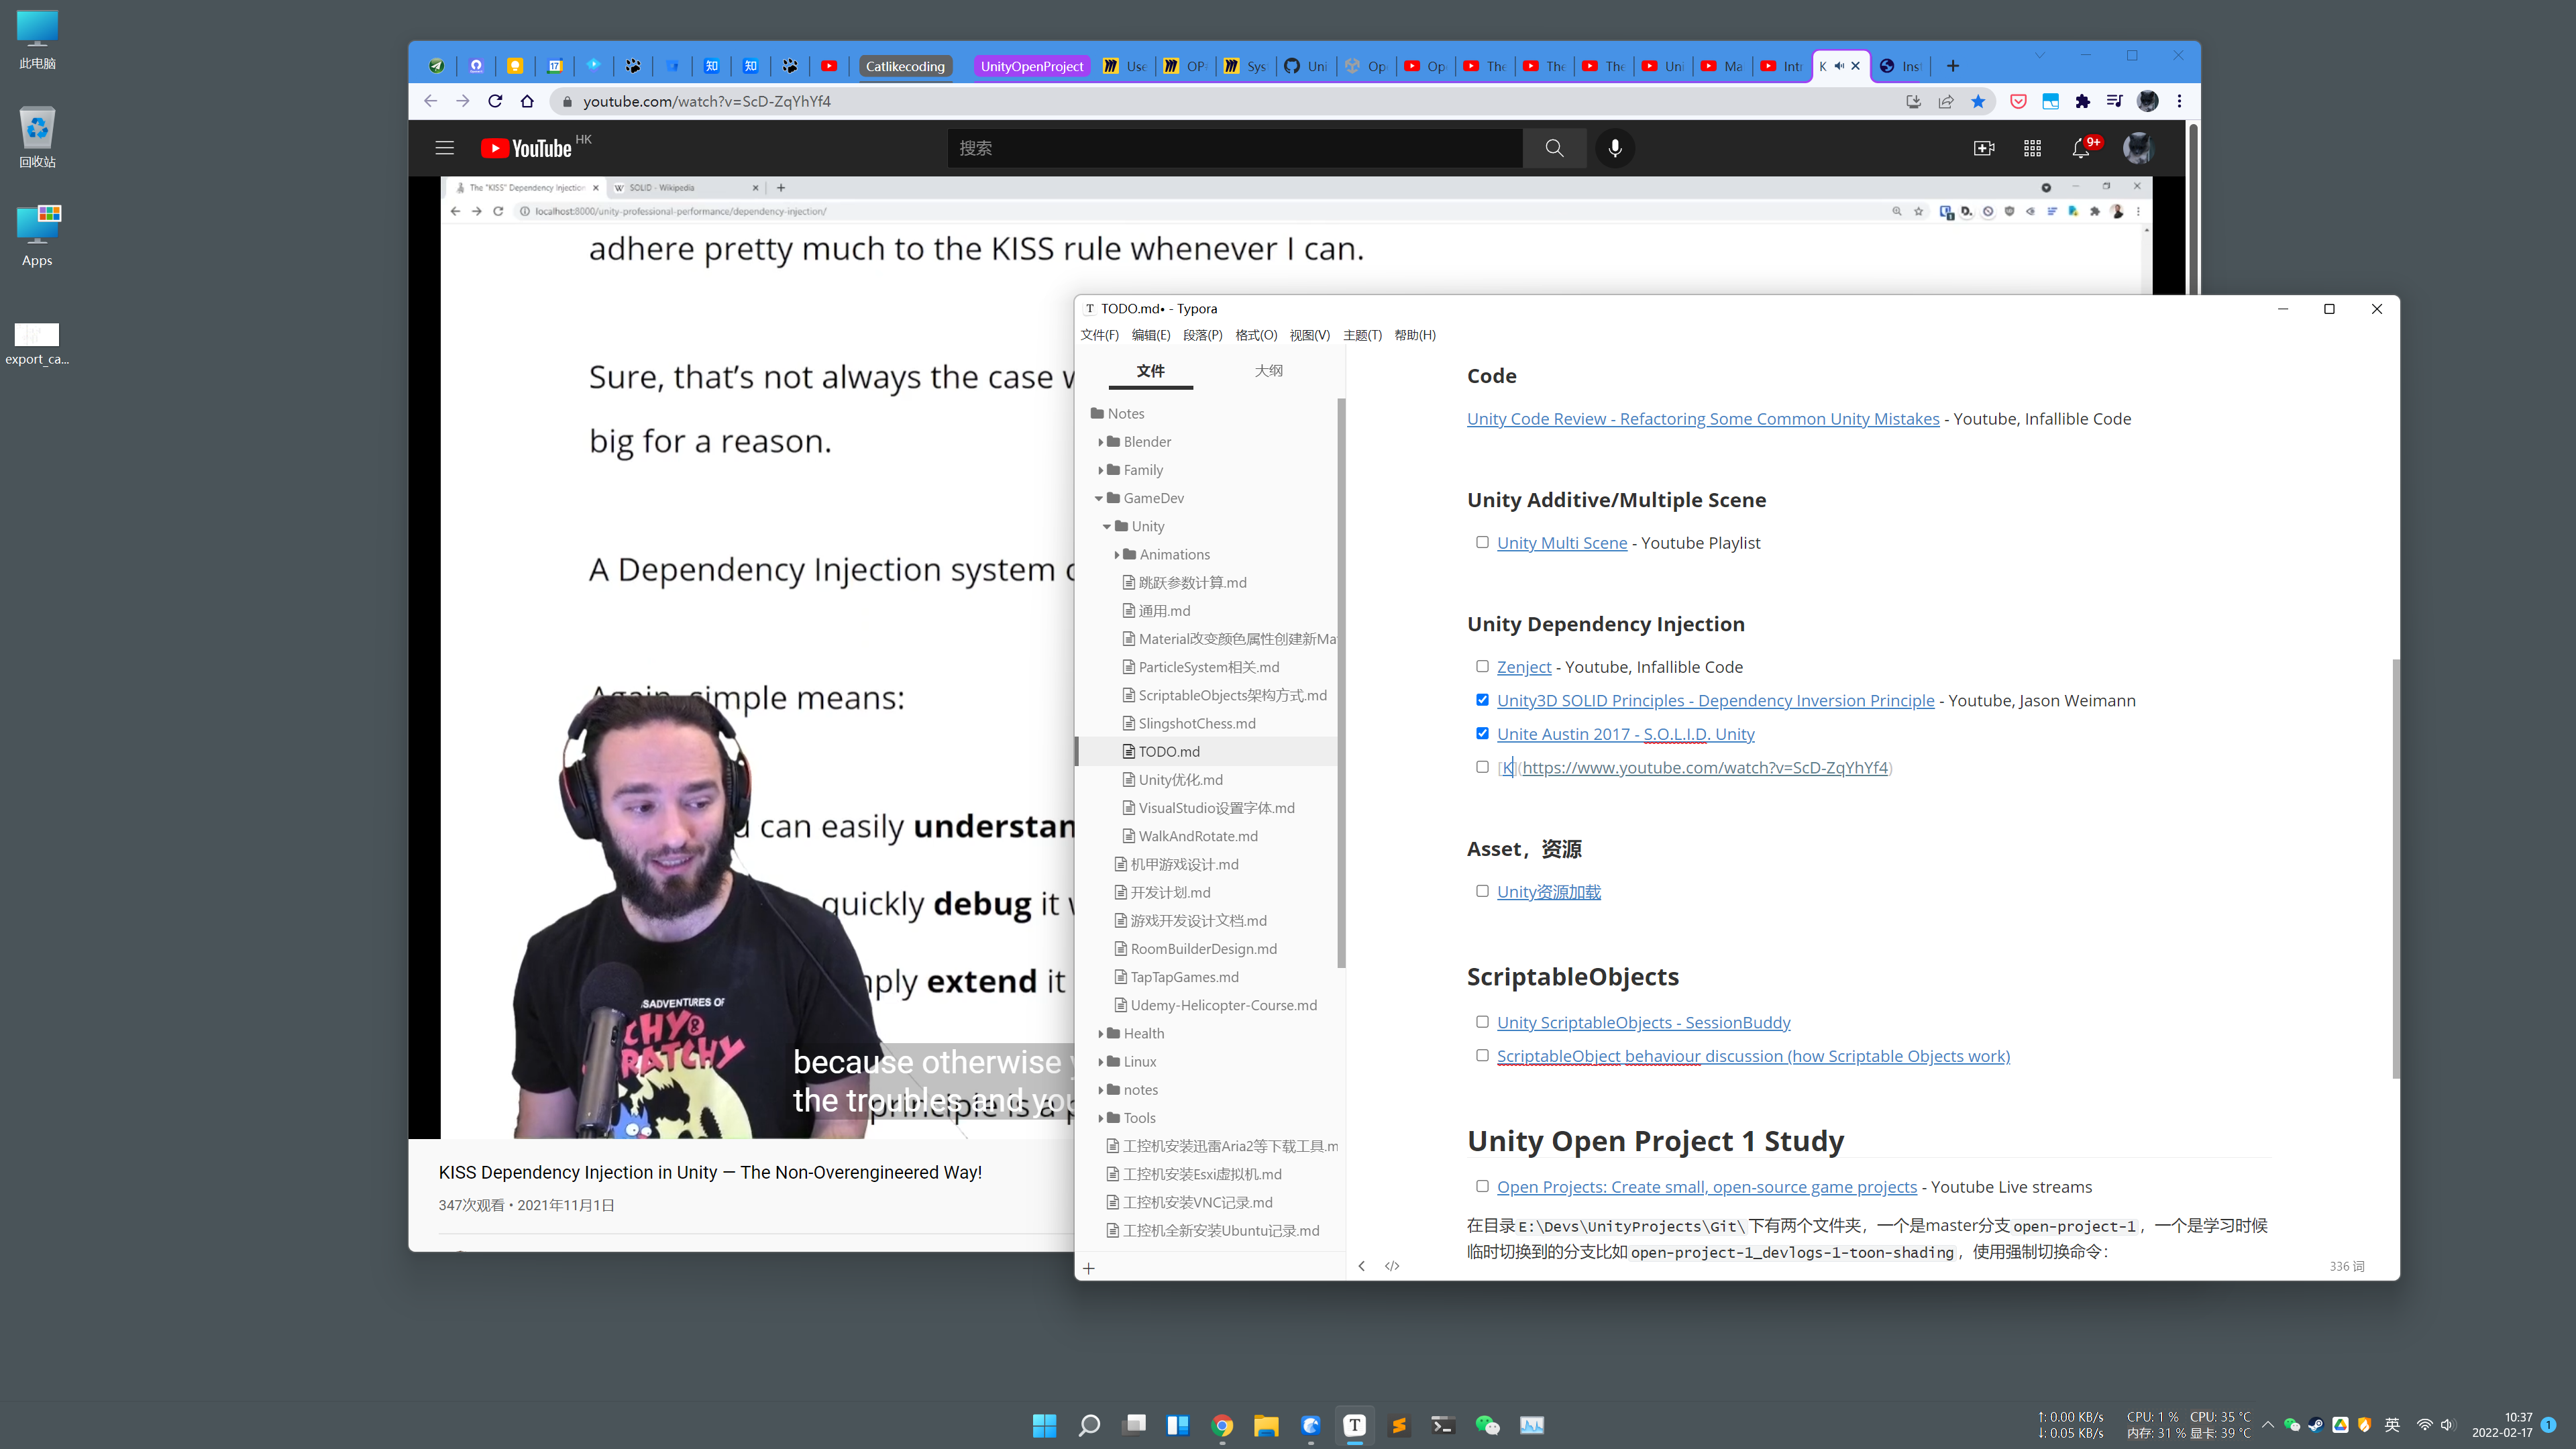 此电脑
回收站
Apps
export_ca...
Catlikecoding
UnityOpenProject
Use
OP
Sys
Uni
Op
Op
The
The
The
Uni
Ma
Intr
K
Ins
youtube.com/watch?v=ScD-ZqYhYf4
YouTube HK
搜索
9+
The "KISS" Dependency Injection
SOLID - Wikipedia
localhost:8000/unity-professional-performance/dependency-injection/
adhere pretty much to the KISS rule whenever I can.
Sure, that's not always the case w
big for a reason.
A Dependency Injection system c
Again, simple means:
can easily understan
quickly debug it w
mply extend it
principle is a p
because otherwise y
the troubles and you
SADVENTURES OF
CHY &
RATCHY
KISS Dependency Injection in Unity — The Non-Overengineered Way!
347次观看 • 2021年11月1日
TODO.md• - Typora
文件(F) 编辑(E) 段落(P) 格式(O) 视图(V) 主题(T) 帮助(H)
文件 大纲
Notes
Blender
Family
GameDev
Unity
Animations
跳跃参数计算.md
通用.md
Material改变颜色属性创建新Mat
ParticleSystem相关.md
ScriptableObjects架构方式.md
SlingshotChess.md
TODO.md
Unity优化.md
VisualStudio设置字体.md
WalkAndRotate.md
机甲游戏设计.md
开发计划.md
游戏开发设计文档.md
RoomBuilderDesign.md
TapTapGames.md
Udemy-Helicopter-Course.md
Health
Linux
notes
Tools
工控机安装迅雷Aria2等下载工具.m
工控机安装Esxi虚拟机.md
工控机安装VNC记录.md
工控机全新安装Ubuntu记录.md
Code
Unity Code Review - Refactoring Some Common Unity Mistakes - Youtube, Infallible Code
Unity Additive/Multiple Scene
Unity Multi Scene - Youtube Playlist
Unity Dependency Injection
Zenject - Youtube, Infallible Code
Unity3D SOLID Principles - Dependency Inversion Principle - Youtube, Jason Weimann
Unite Austin 2017 - S.O.L.I.D. Unity
[K](https://www.youtube.com/watch?v=ScD-ZqYhYf4)
Asset，资源
Unity资源加载
ScriptableObjects
Unity ScriptableObjects - SessionBuddy
ScriptableObject behaviour discussion (how Scriptable Objects work)
Unity Open Project 1 Study
Open Projects: Create small, open-source game projects - Youtube Live streams
在目录E:\Devs\UnityProjects\Git\下有两个文件夹，一个是master分支open-project-1，一个是学习时候
临时切换到的分支比如open-project-1_devlogs-1-toon-shading，使用强制切换命令：
336 词
↑: 0.00 KB/s
↓: 0.05 KB/s
CPU: 1 % CPU: 35 °C
内存: 31 % 显卡: 39 °C
英
10:37
2022-02-17
1